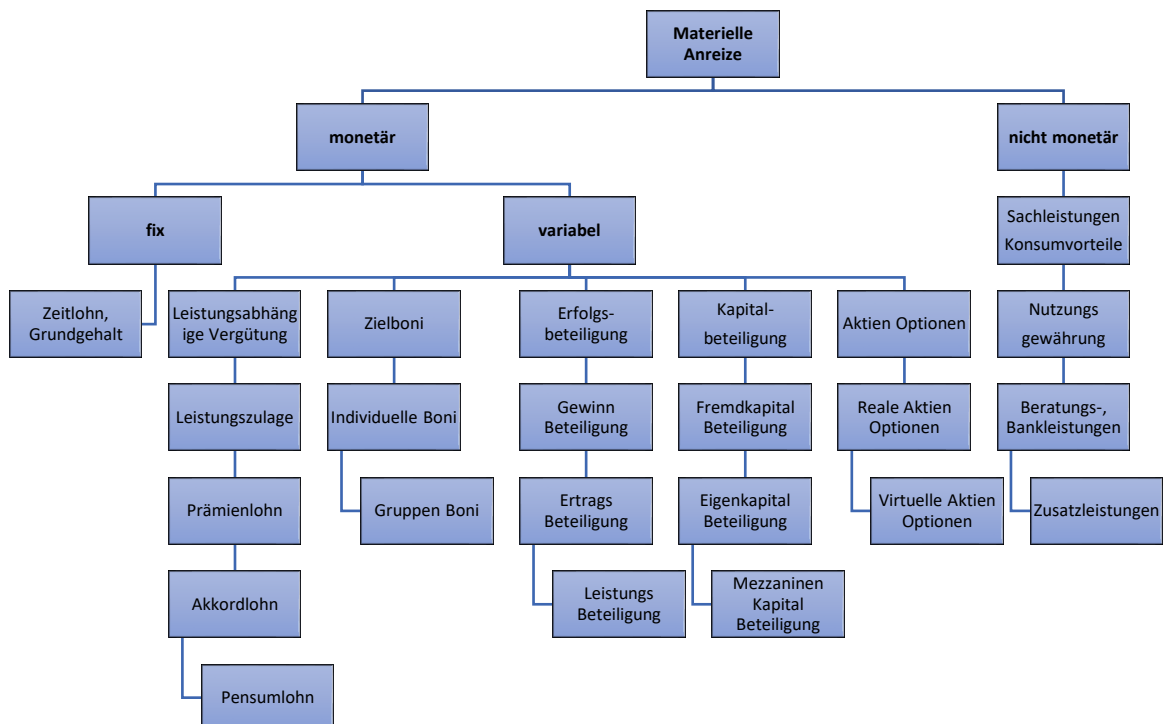 Materielle
Anreize
monetär
nicht monetär
fix
variabel
Sachleistungen
Konsumvorteile
Zeitlohn,
Grundgehalt
Leistungsabhäng
ige Vergütung
Zielboni
Erfolgs-
beteiligung
Kapital-
beteiligung
Aktien Optionen
Nutzungs
gewährung
Leistungszulage
Individuelle Boni
Gewinn
Beteiligung
Fremdkapital
Beteiligung
Reale Aktien
Optionen
Beratungs-,
Bankleistungen
Prämienlohn
Gruppen Boni
Ertrags
Beteiligung
Eigenkapital
Beteiligung
Virtuelle Aktien
Optionen
Zusatzleistungen
Akkordlohn
Leistungs
Beteiligung
Mezzaninen
Kapital
Beteiligung
Pensumlohn